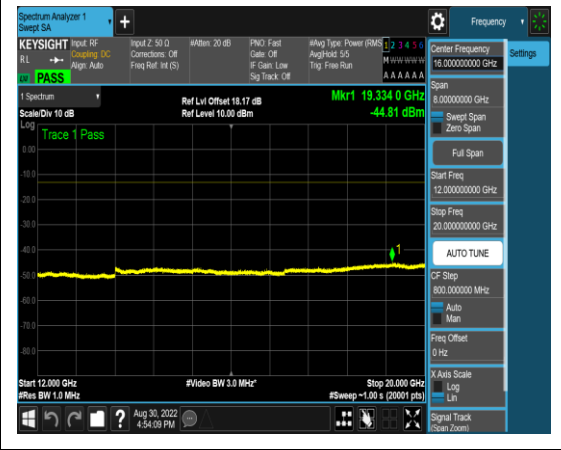 Spectrum Analyzer 1
Swept SA
Frequency
KEYSIGHT
RL
LW PASS
Input: RF
Coupling: DC
Align: Auto
Input Z: 50 Ω
Corrections: Off
Freq Ref: Int (S)
#Atten: 20 dB
PNO: Fast
Gate: Off
IF Gain: Low
Sig Track: Off
#Avg Type: Power (RMS
Avg|Hold: 5/5
Trig: Free Run
1 2 3 4 5 6
M W W W W W
A A A A A A
1 Spectrum
Scale/Div 10 dB
Ref Lvl Offset 18.17 dB
Ref Level 10.00 dBm
Mkr1 19.334 0 GHz
-44.81 dBm
Log
Trace 1 Pass
0.00
-10.0
-20.0
-30.0
-40.0
-50.0
-60.0
-70.0
-80.0
1
Start 12.000 GHz
#Res BW 1.0 MHz
#Video BW 3.0 MHz*
Stop 20.000 GHz
#Sweep ~1.00 s (20001 pts)
Aug 30, 2022
4:54:09 PM
Center Frequency
16.000000000 GHz
Settings
Span
8.00000000 GHz
Swept Span
Zero Span
Full Span
Start Freq
12.000000000 GHz
Stop Freq
20.000000000 GHz
AUTO TUNE
CF Step
800.000000 MHz
Auto
Man
Freq Offset
0 Hz
X Axis Scale
Log
Lin
Signal Track
(Span Zoom)